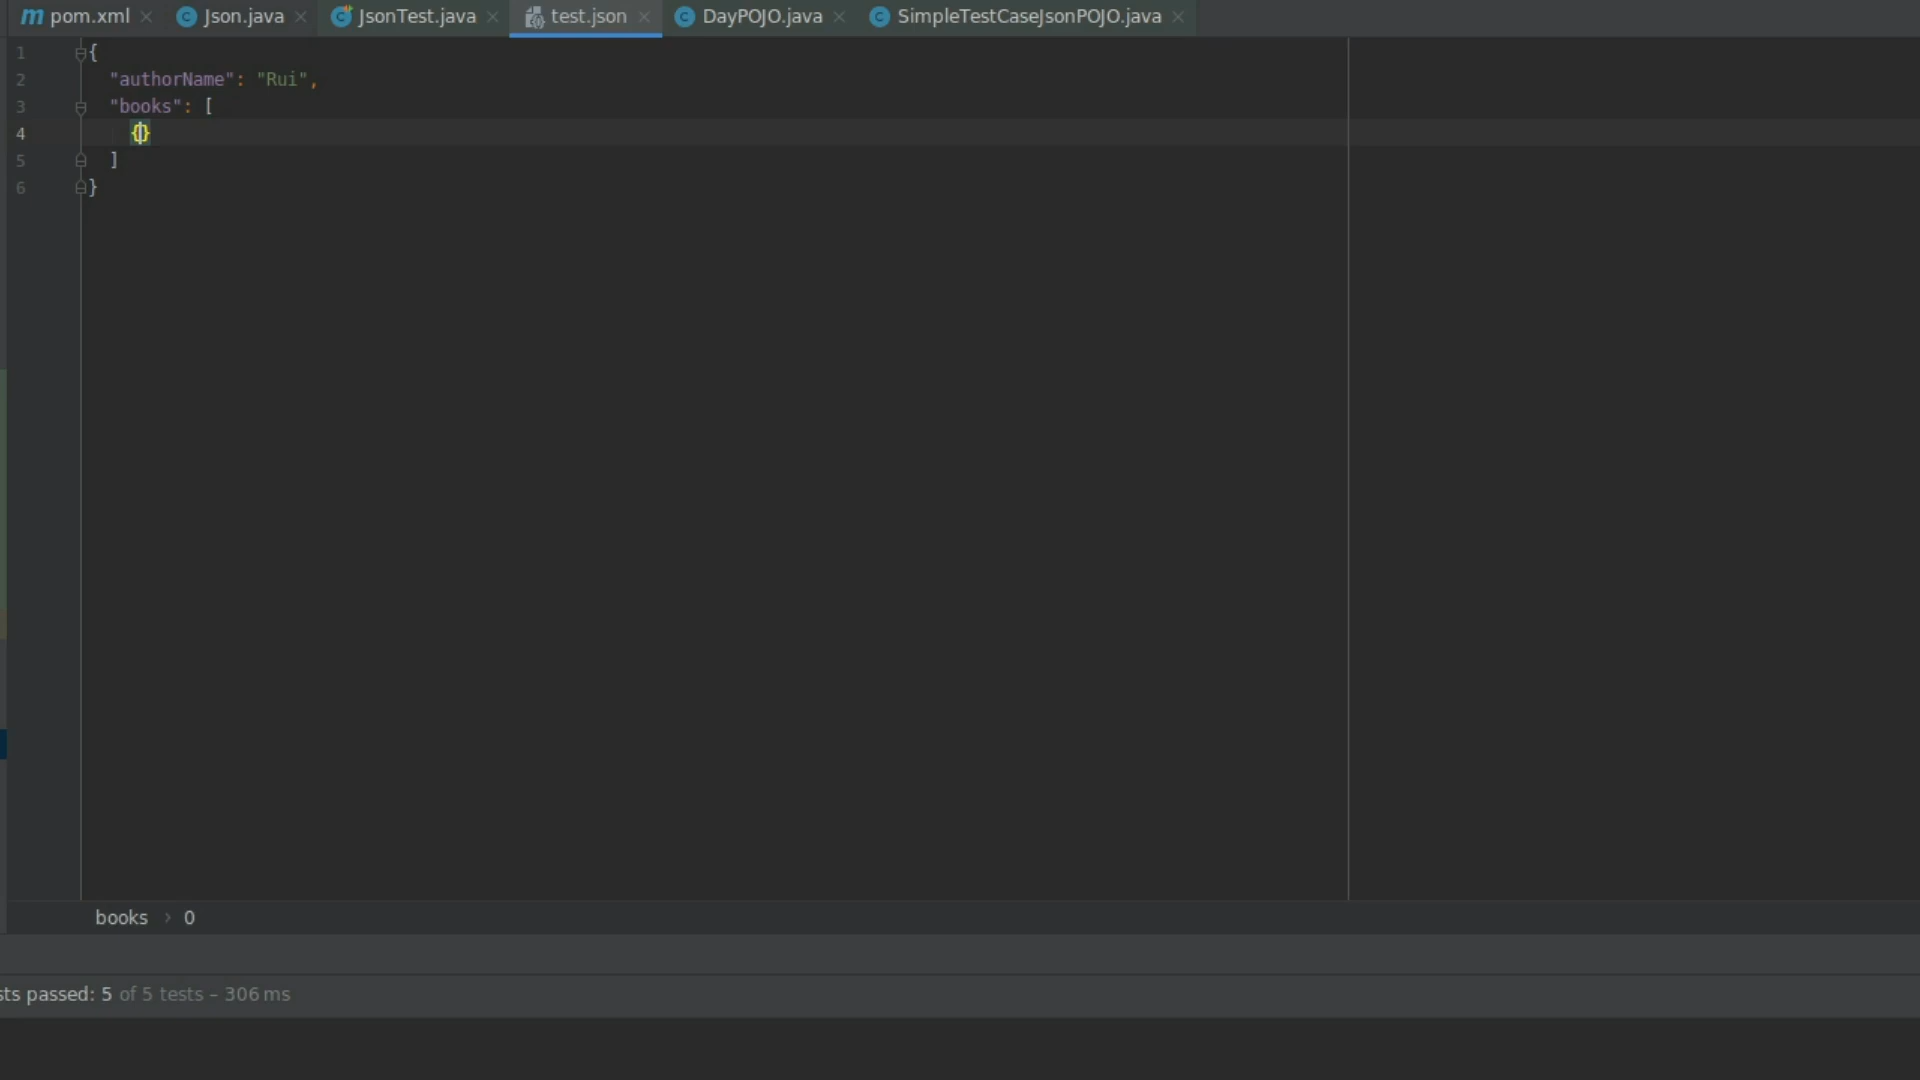 pom.xml Json.java JsonTest.java test.json DayPOJO.java SimpleTestCaseJsonPOJO.java
1 {
2 "authorName": "Rui",
3 "books": [
4 {}
5 ]
6 }
books › 0
sts passed: 5 of 5 tests – 306 ms